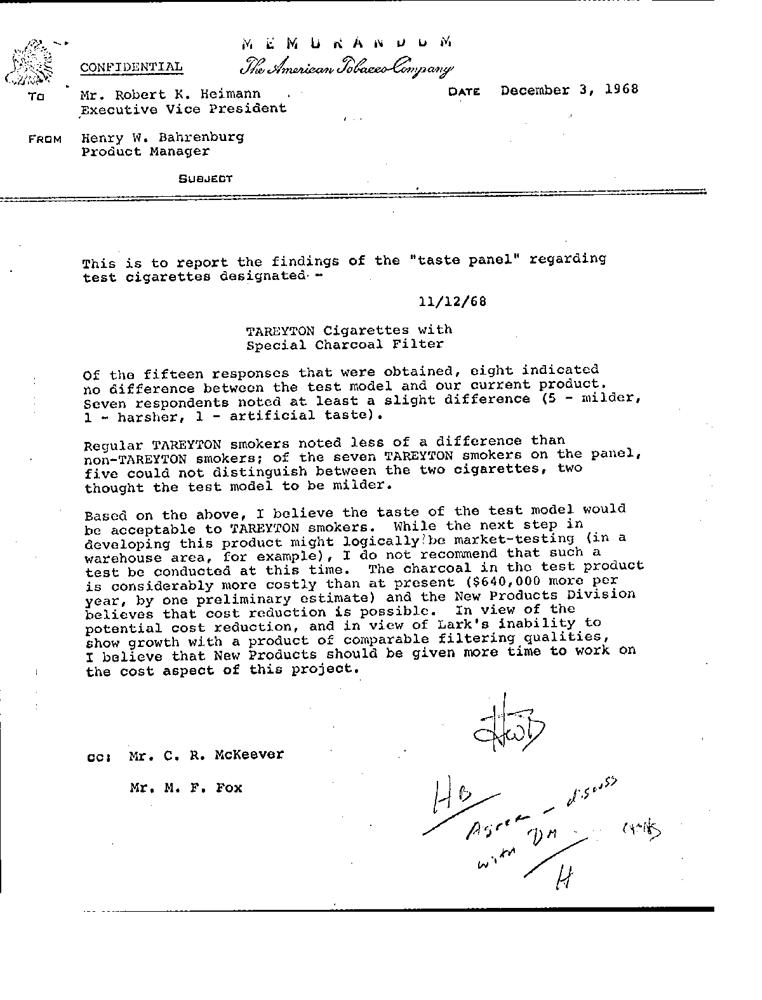 MEMORANDUM
CONFIDENTIAL
The American Tobacco Company
TO Mr. Robert K. Heimann DATE December 3, 1968
Executive Vice President
FROM Henry W. Bahrenburg
Product Manager
SUBJECT
This is to report the findings of the "taste panel" regarding
test cigarettes designated -
11/12/68
TAREYTON Cigarettes with
Special Charcoal Filter
Of the fifteen responses that were obtained, eight indicated
no difference between the test model and our current product.
Seven respondents noted at least a slight difference (5 - milder,
1 - harsher, 1 - artificial taste).
Regular TAREYTON smokers noted less of a difference than
non-TAREYTON smokers; of the seven TAREYTON smokers on the panel,
five could not distinguish between the two cigarettes, two
thought the test model to be milder.
Based on the above, I believe the taste of the test model would
be acceptable to TAREYTON smokers. While the next step in
developing this product might logically be market-testing (in a
warehouse area, for example), I do not recommend that such a
test be conducted at this time. The charcoal in the test product
is considerably more costly than at present ($640,000 more per
year, by one preliminary estimate) and the New Products Division
believes that cost reduction is possible. In view of the
potential cost reduction, and in view of Lark's inability to
show growth with a product of comparable filtering qualities,
I believe that New Products should be given more time to work on
the cost aspect of this project.
HWB
cc: Mr. C. R. McKeever
Mr. M. F. Fox
HB
Agree - discuss
with DM
H